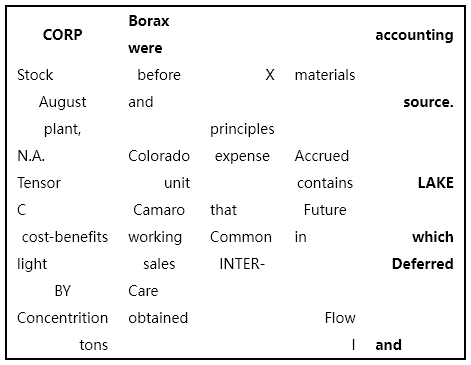 CORP Borax were accounting
Stock before X materials
August and source.
plant, principles
N.A. Colorado expense Accrued
Tensor unit contains LAKE
C Camaro that Future
cost-benefits working Common in which
light sales INTER- Deferred
BY Care
Concentrition obtained Flow
tons I and